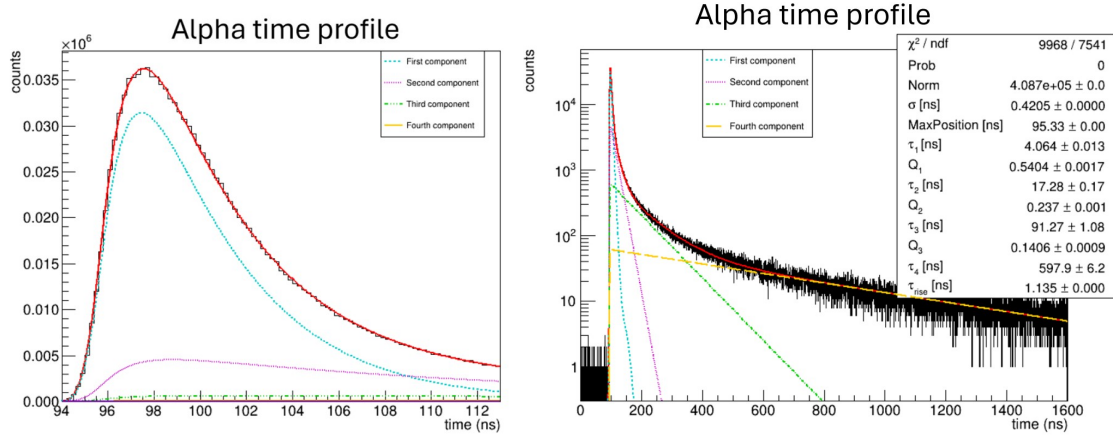 Alpha time profile
×10⁶
counts
0.035
0.030
0.025
0.020
0.015
0.010
0.005
0.000
First component
Second component
Third component
Fourth component
94 96 98 100 102 104 106 108 110 112
time (ns)
Alpha time profile
counts
10⁴
10³
10²
10
1
First component
Second component
Third component
Fourth component
χ² / ndf 9968 / 7541
Prob 0
Norm 4.087e+05 ± 0.0
σ [ns] 0.4205 ± 0.0000
MaxPosition [ns] 95.33 ± 0.00
τ₁ [ns] 4.064 ± 0.013
Q₁ 0.5404 ± 0.0017
τ₂ [ns] 17.28 ± 0.17
Q₂ 0.237 ± 0.001
τ₃ [ns] 91.27 ± 1.08
Q₃ 0.1406 ± 0.0009
τ₄ [ns] 597.9 ± 6.2
τrise [ns] 1.135 ± 0.000
0 200 400 600 800 1000 1200 1400 1600
time (ns)